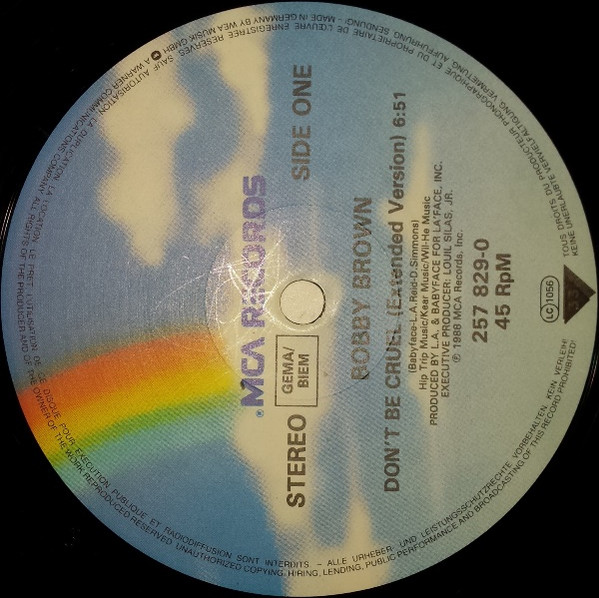 MCA RECORDS
STEREO
GEMA/
BIEM
SIDE ONE
BOBBY BROWN
DON'T BE CRUEL (Extended Version) 6:51
(Babyface-L.A. Reid-D.Simmons)
Hip Trip Music/Kear Music/Wil-He Music
PRODUCED BY L.A. & BABYFACE FOR LA'FACE, INC.
EXECUTIVE PRODUCER: LOUIL SILAS, JR.
℗ 1988 MCA Records, Inc.
257 829-0
45 RpM
LC 1056
TOUS DROITS DU PRODUCTEUR PHONOGRAPHIQUE ET DU PROPRIETAIRE DE L'OEUVRE ENREGISTREE RESERVES. SAUF AUTORISATION LA DUPLICATION, LA LOCATION, LE PRET, L'UTILISATION DE CE DISQUE POUR EXECUTION PUBLIQUE ET RADIODIFFUSION SONT INTERDITS. – ALLE URHEBER- UND LEISTUNGSSCHUTZRECHTE VORBEHALTEN. KEIN VERLEIH!
KEINE UNERLAUBTE VERVIELFÄLTIGUNG, VERMIETUNG, AUFFÜHRUNG, SENDUNG! - MADE IN GERMANY BY WEA MUSIK GMBH A WARNER COMMUNICATIONS COMPANY. ALL RIGHTS OF THE PRODUCER AND OF THE OWNER OF THE WORK REPRODUCED RESERVED. UNAUTHORIZED COPYING, HIRING, LENDING, PUBLIC PERFORMANCE AND BROADCASTING OF THIS RECORD PROHIBITED!